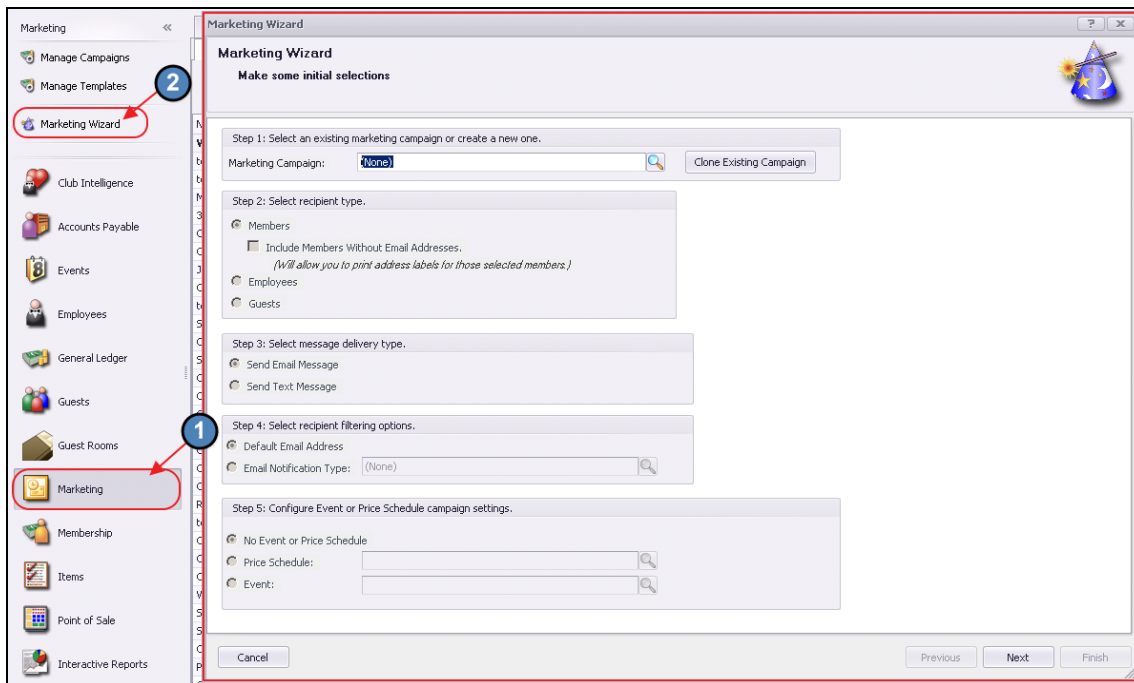 Marketing «
Manage Campaigns
Manage Templates
2
Marketing Wizard
Club Intelligence
Accounts Payable
8
Events
Employees
General Ledger
Guests
Guest Rooms
1
Marketing
Membership
Items
Point of Sale
Interactive Reports
Marketing Wizard ? X
Marketing Wizard
Make some initial selections
Step 1: Select an existing marketing campaign or create a new one.
Marketing Campaign: (None) Clone Existing Campaign
Step 2: Select recipient type.
Members
Include Members Without Email Addresses.
(Will allow you to print address labels for those selected members.)
Employees
Guests
Step 3: Select message delivery type.
Send Email Message
Send Text Message
Step 4: Select recipient filtering options.
Default Email Address
Email Notification Type: (None)
Step 5: Configure Event or Price Schedule campaign settings.
No Event or Price Schedule
Price Schedule:
Event:
Cancel Previous Next Finish